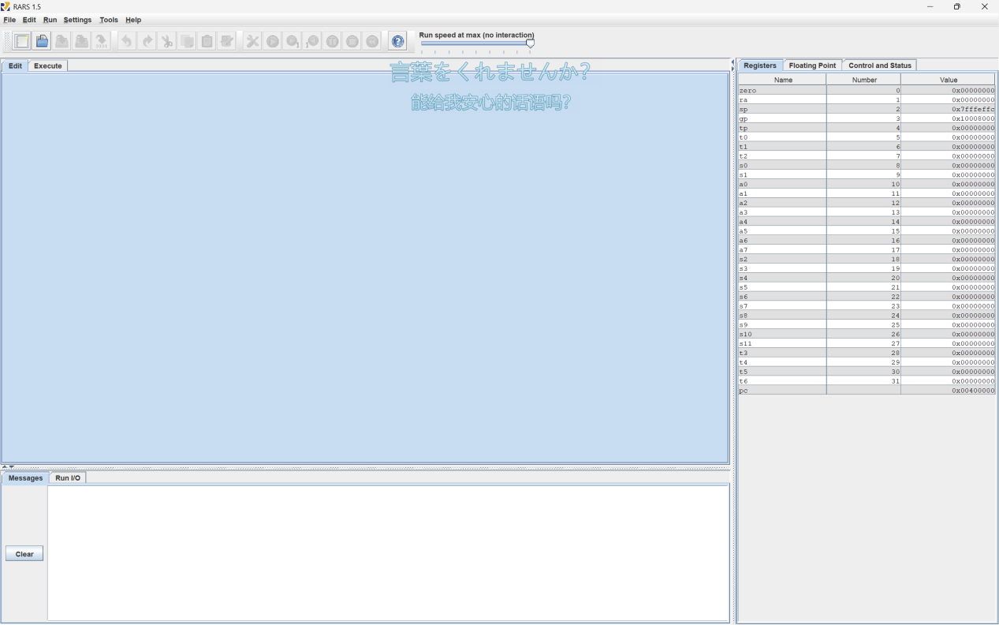 RARS 1.5
File Edit Run Settings Tools Help
Run speed at max (no interaction)
Edit Execute
言葉をくれませんか?
能给我安心的话语吗?
Registers Floating Point Control and Status
Name Number Value
zero 0 0x00000000
ra 1 0x00000000
sp 2 0x7fffeffc
gp 3 0x10008000
tp 4 0x00000000
t0 5 0x00000000
t1 6 0x00000000
t2 7 0x00000000
s0 8 0x00000000
s1 9 0x00000000
a0 10 0x00000000
a1 11 0x00000000
a2 12 0x00000000
a3 13 0x00000000
a4 14 0x00000000
a5 15 0x00000000
a6 16 0x00000000
a7 17 0x00000000
s2 18 0x00000000
s3 19 0x00000000
s4 20 0x00000000
s5 21 0x00000000
s6 22 0x00000000
s7 23 0x00000000
s8 24 0x00000000
s9 25 0x00000000
s10 26 0x00000000
s11 27 0x00000000
t3 28 0x00000000
t4 29 0x00000000
t5 30 0x00000000
t6 31 0x00000000
pc 0x00400000
Messages Run I/O
Clear